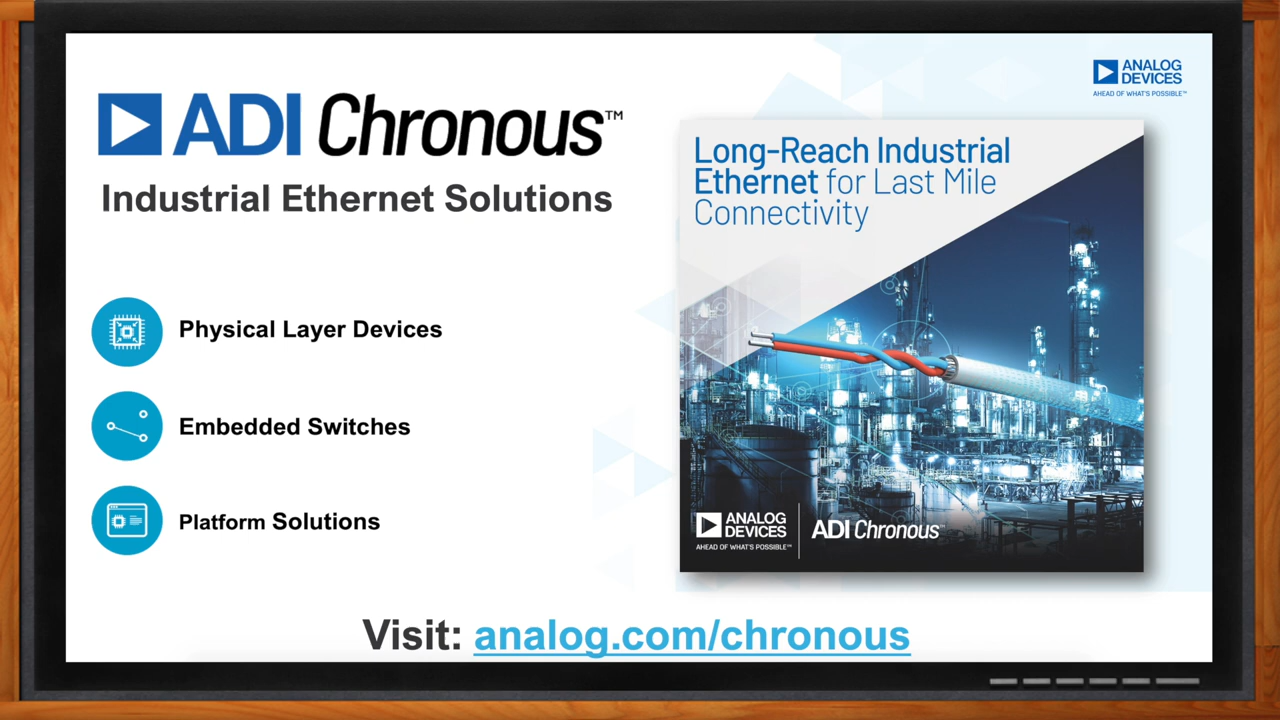 ADI Chronous™
Industrial Ethernet Solutions
Physical Layer Devices
Embedded Switches
Platform Solutions
ANALOG
DEVICES
AHEAD OF WHAT'S POSSIBLE™
Long-Reach Industrial
Ethernet for Last Mile
Connectivity
ANALOG
DEVICES
AHEAD OF WHAT'S POSSIBLE™
ADI Chronous™
Visit: analog.com/chronous